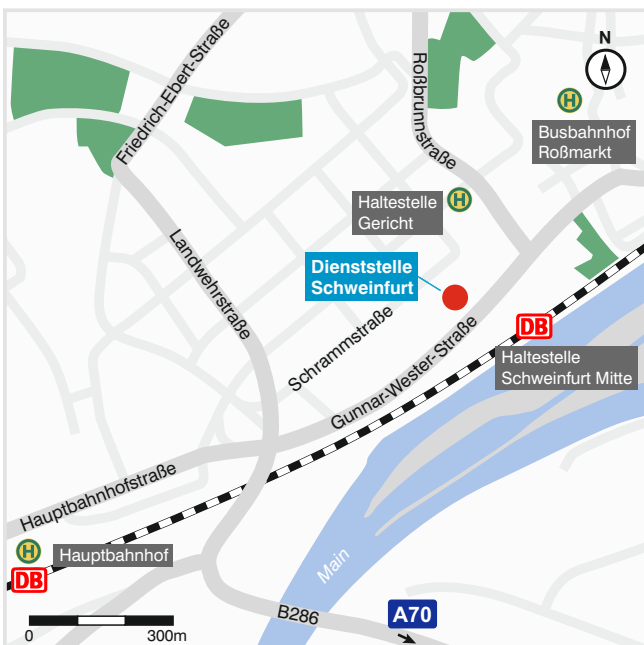 N
Friedrich-Ebert-Straße
Roßbrunnstraße
H
Busbahnhof
Roßmarkt
H
Haltestelle
Gericht
Landwehrstraße
Dienststelle
Schweinfurt
Schrammstraße
Gunnar-Wester-Straße
DB
Haltestelle
Schweinfurt Mitte
Hauptbahnhofstraße
H
Hauptbahnhof
DB
Main
B286
A70
0 300m